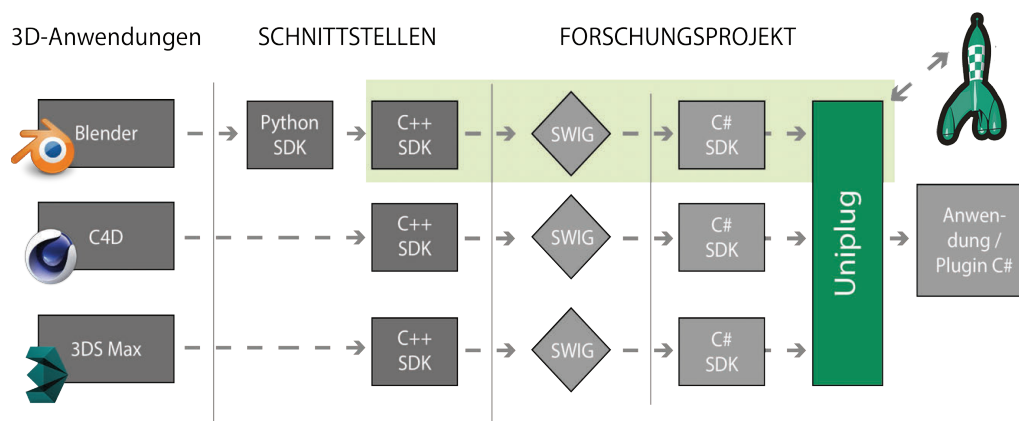 3D-Anwendungen
SCHNITTSTELLEN
FORSCHUNGSPROJEKT
Blender
Python
SDK
C++
SDK
SWIG
C#
SDK
C4D
C++
SDK
SWIG
C#
SDK
3DS Max
C++
SDK
SWIG
C#
SDK
Uniplug
Anwen-
dung /
Plugin C#